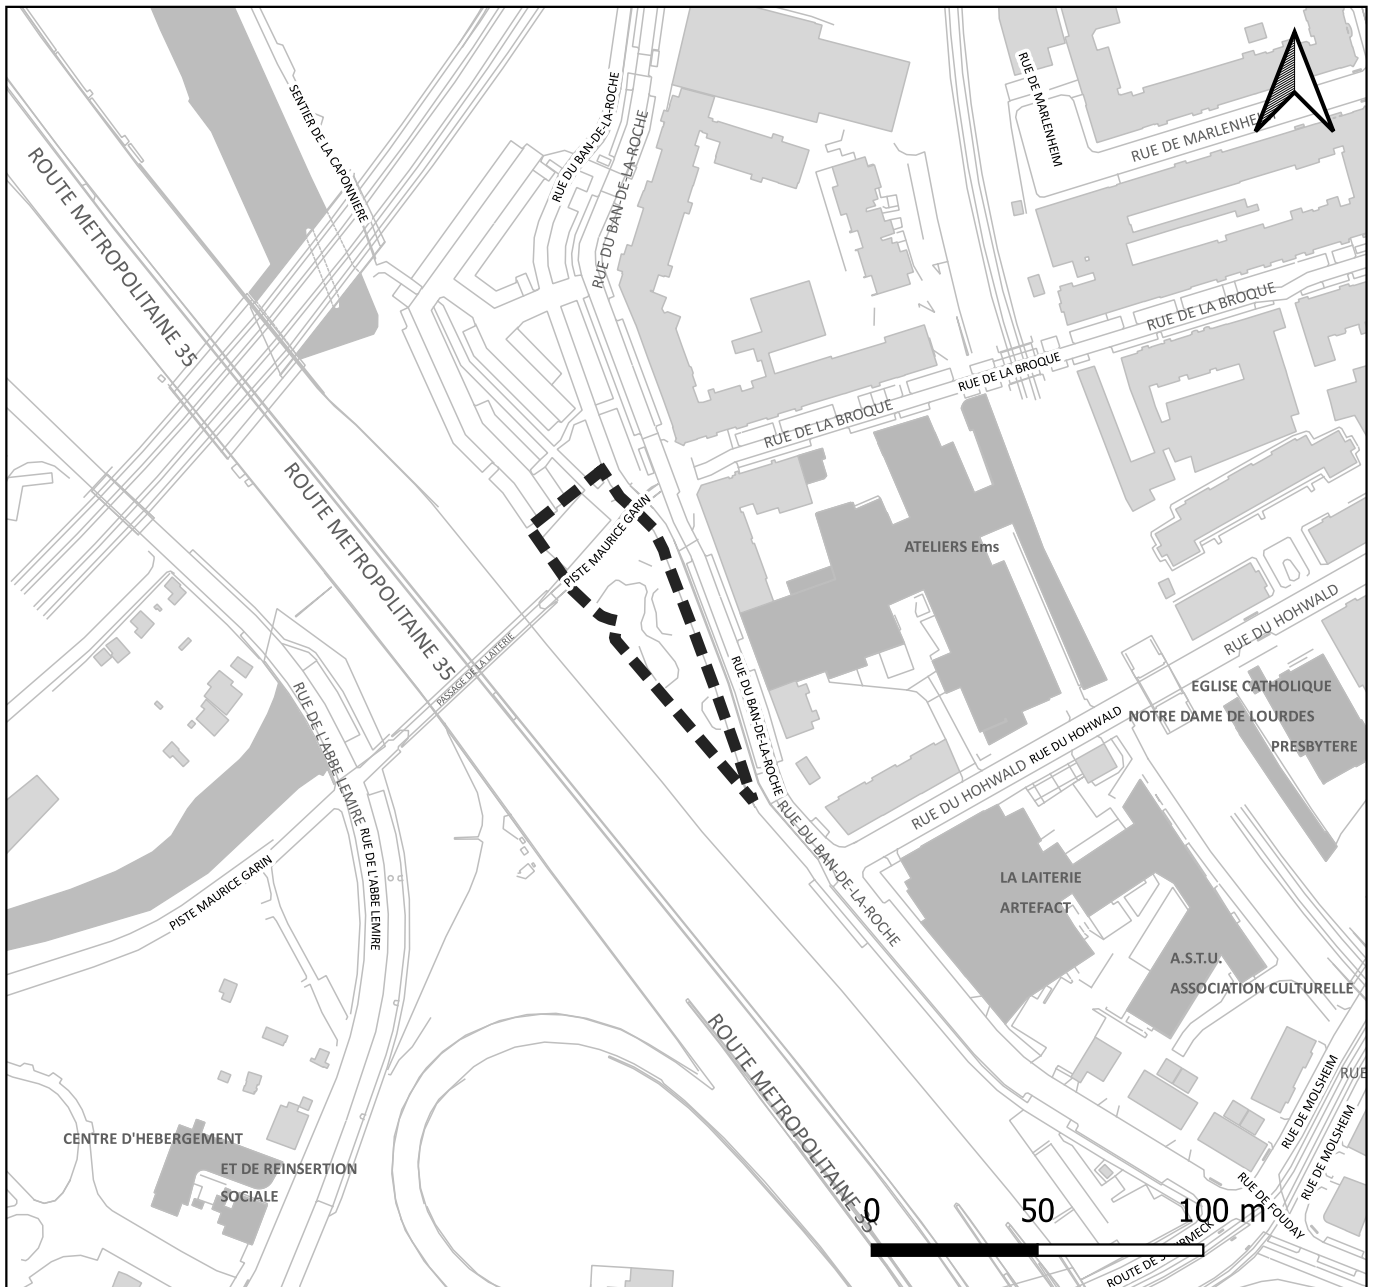 SENTIER DE LA CAPONNIERE
RUE DU BAN-DE-LA-ROCHE
RUE DU BAN-DE-LA-ROCHE
RUE DE MARLENHEIM
RUE DE MARLENHEIM
ROUTE METROPOLITAINE 35
RUE DE LA BROQUE
RUE DE LA BROQUE
RUE DE LA BROQUE
ROUTE METROPOLITAINE 35
PISTE MAURICE GARIN
ATELIERS Ems
PASSAGE DE LA LAITERIE
RUE DU HOHWALD
RUE DE L'ABBE LEMIRE
RUE DU BAN-DE-LA-ROCHE
EGLISE CATHOLIQUE
NOTRE DAME DE LOURDES
PRESBYTERE
RUE DU HOHWALD
RUE DU HOHWALD
RUE DU BAN-DE-LA-ROCHE
RUE DE L'ABBE LEMIRE
PISTE MAURICE GARIN
LA LAITERIE
ARTEFACT
A.S.T.U.
ASSOCIATION CULTURELLE
ROUTE METROPOLITAINE 35
RUE DE MOLSHEIM
RUE
RUE DE MOLSHEIM
CENTRE D'HEBERGEMENT
ET DE REINSERTION
SOCIALE
RUE DE FOUDAY
0 50 100 m